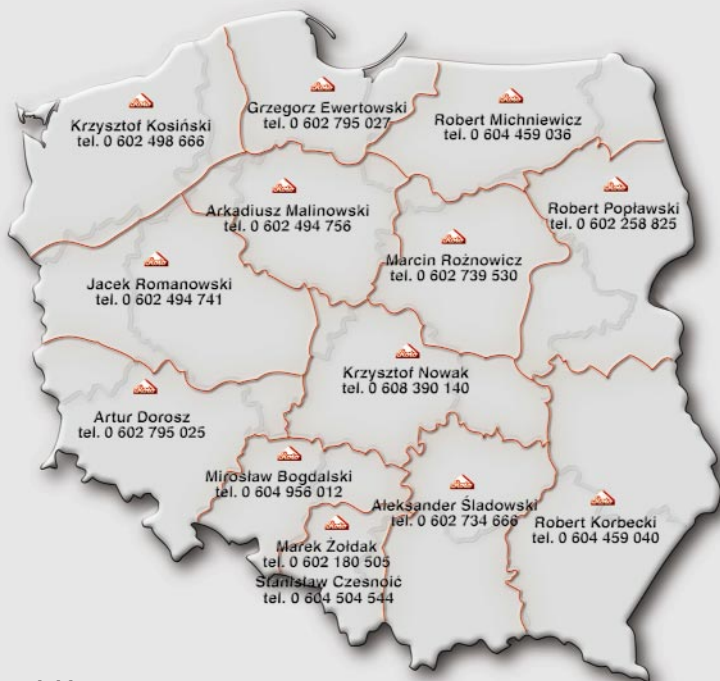 Krzysztof Kosiński
tel. 0 602 498 666
Grzegorz Ewertowski
tel. 0 602 795 027
Robert Michniewicz
tel. 0 604 459 036
Arkadiusz Malinowski
tel. 0 602 494 756
Robert Popławski
tel. 0 602 258 825
Marcin Rożnowicz
tel. 0 602 739 530
Jacek Romanowski
tel. 0 602 494 741
Krzysztof Nowak
tel. 0 608 390 140
Artur Dorosz
tel. 0 602 795 025
Mirosław Bogdalski
tel. 0 604 956 012
Aleksander Śladowski
tel. 0 602 734 666
Robert Korbecki
tel. 0 604 459 040
Marek Żołdak
tel. 0 602 180 505
Stanisław Czesnoić
tel. 0 604 504 544